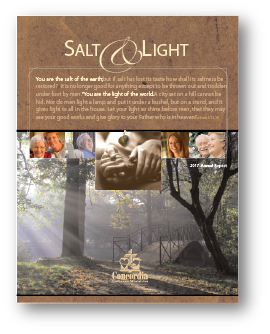 SALT & LIGHT
You are the salt of the earth; but if salt has lost its taste how shall its saltness be
restored? It is no longer good for anything except to be thrown out and trodden
under foot by men. "You are the light of the world. A city set on a hill cannot be
hid. Nor do men light a lamp and put it under a bushel, but on a stand, and it
gives light to all in the house. Let your light so shine before men, that they may
see your good works and give glory to your Father who is in heaven.
2017 Annual Report
Concordia